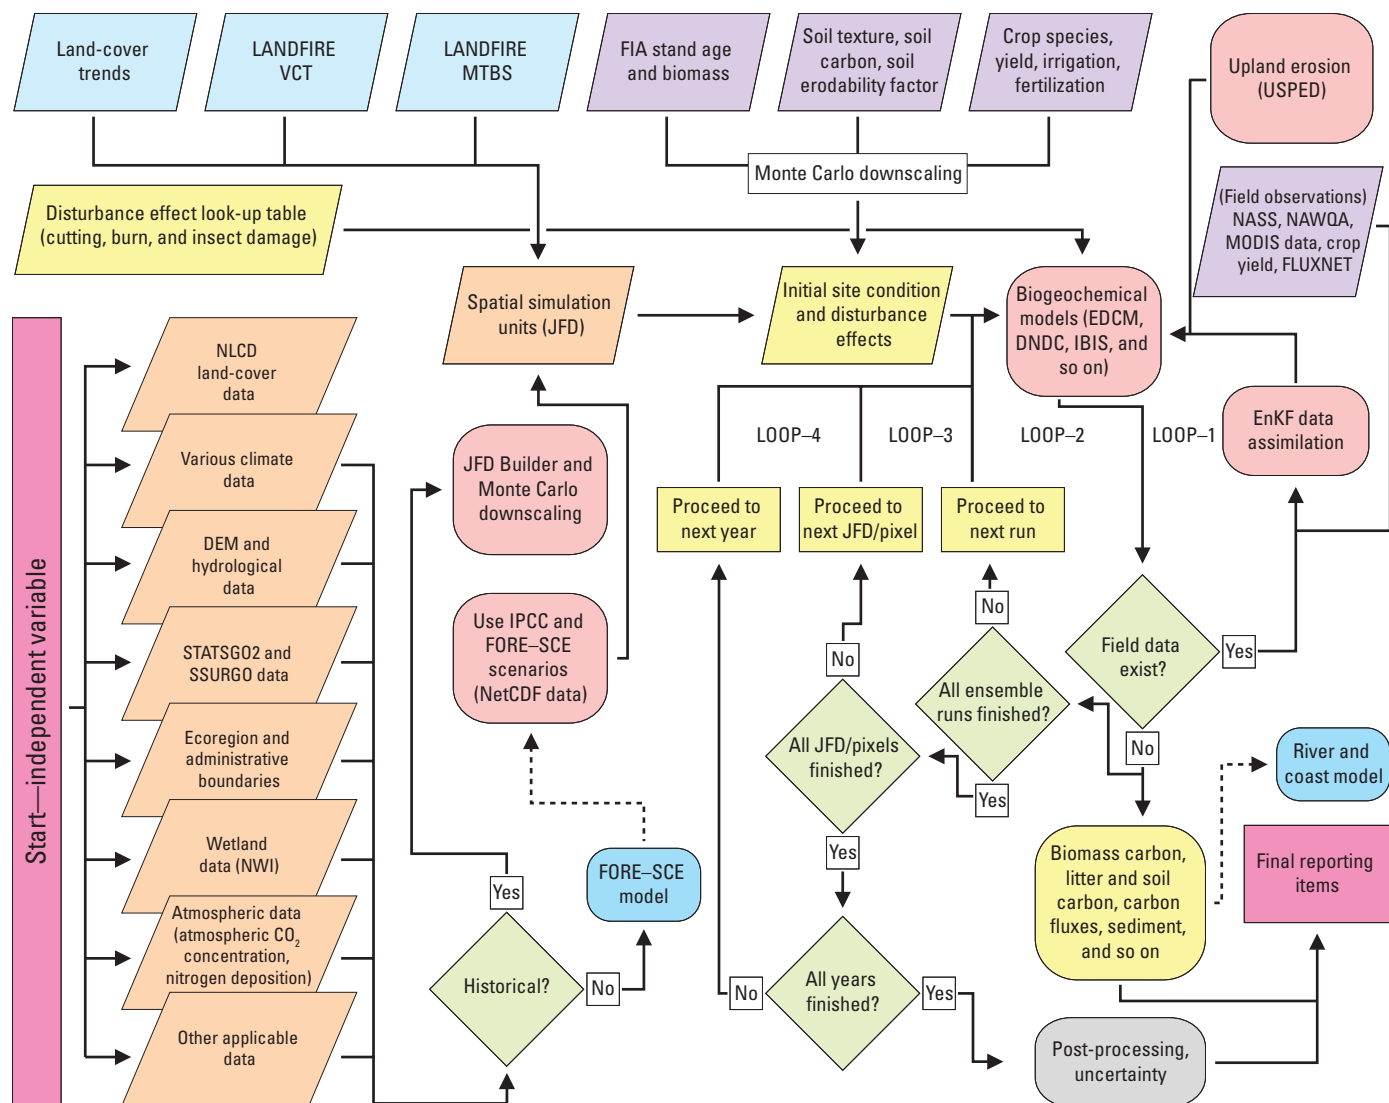 Land-cover
trends
LANDFIRE
VCT
LANDFIRE
MTBS
FIA stand age
and biomass
Soil texture, soil
carbon, soil
erodability factor
Crop species,
yield, irrigation,
fertilization
Upland erosion
(USPED)
Monte Carlo downscaling
Disturbance effect look-up table
(cutting, burn, and insect damage)
(Field observations)
NASS, NAWQA,
MODIS data, crop
yield, FLUXNET
Spatial simulation
units (JFD)
Initial site condition
and disturbance
effects
Biogeochemical
models (EDCM,
DNDC, IBIS, and
so on)
Start—independent variable
NLCD
land-cover
data
Various climate
data
DEM and
hydrological
data
STATSGO2 and
SSURGO data
Ecoregion and
administrative
boundaries
Wetland
data (NWI)
Atmospheric data
(atmospheric CO2
concentration,
nitrogen deposition)
Other applicable
data
JFD Builder and
Monte Carlo
downscaling
Use IPCC and
FORE–SCE
scenarios
(NetCDF data)
FORE–SCE
model
Yes
Historical?
No
LOOP–4
LOOP–3
LOOP–2
LOOP–1
EnKF data
assimilation
Proceed to
next year
Proceed to
next JFD/pixel
Proceed to
next run
No
No
Field data
exist?
Yes
All ensemble
runs finished?
All JFD/pixels
finished?
No
Yes
Yes
River and
coast model
Biomass carbon,
litter and soil
carbon, carbon
fluxes, sediment,
and so on
Final reporting
items
No
All years
finished?
Yes
Post-processing,
uncertainty